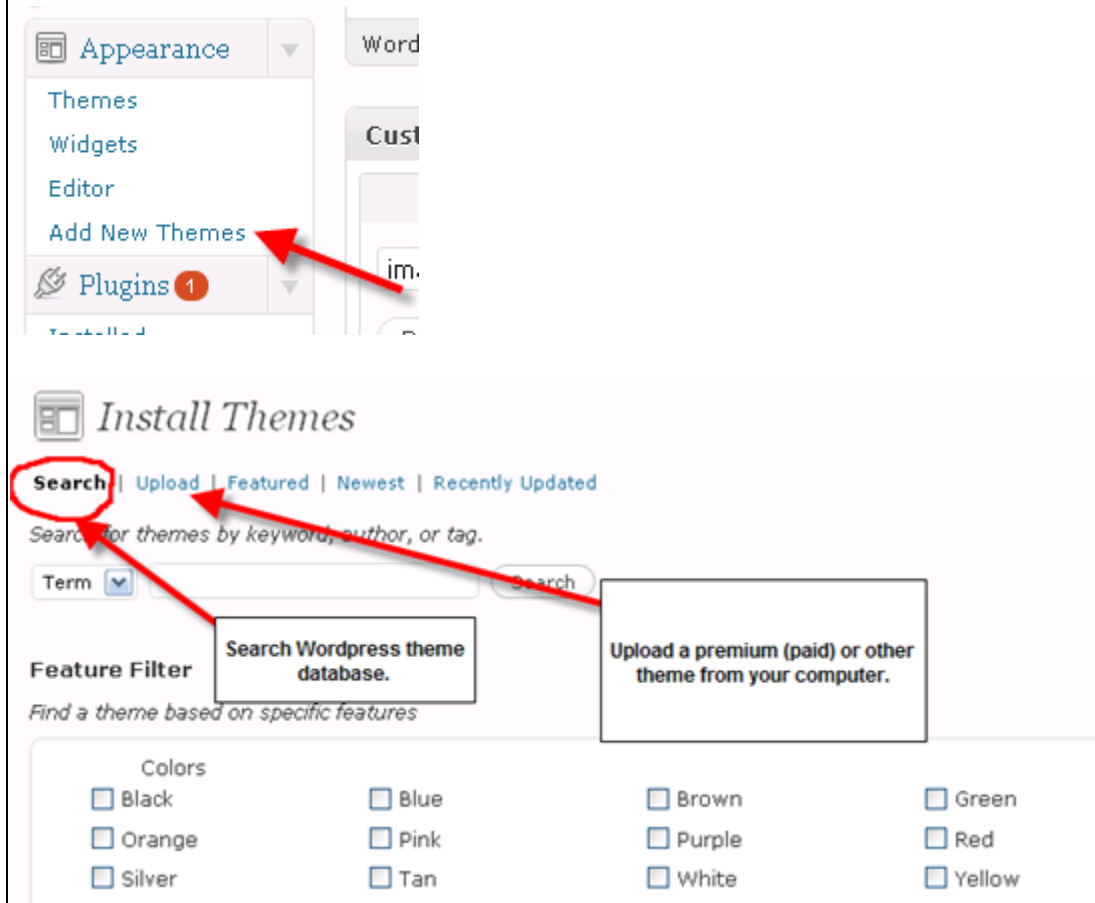 Appearance
Themes
Widgets
Editor
Add New Themes
Plugins 1
Word
Cust
Install Themes
Search | Upload | Featured | Newest | Recently Updated
Search for themes by keyword, author, or tag.
Term Search
Feature Filter
Find a theme based on specific features
Search Wordpress theme
database.
Upload a premium (paid) or other
theme from your computer.
Colors
Black Blue Brown Green
Orange Pink Purple Red
Silver Tan White Yellow